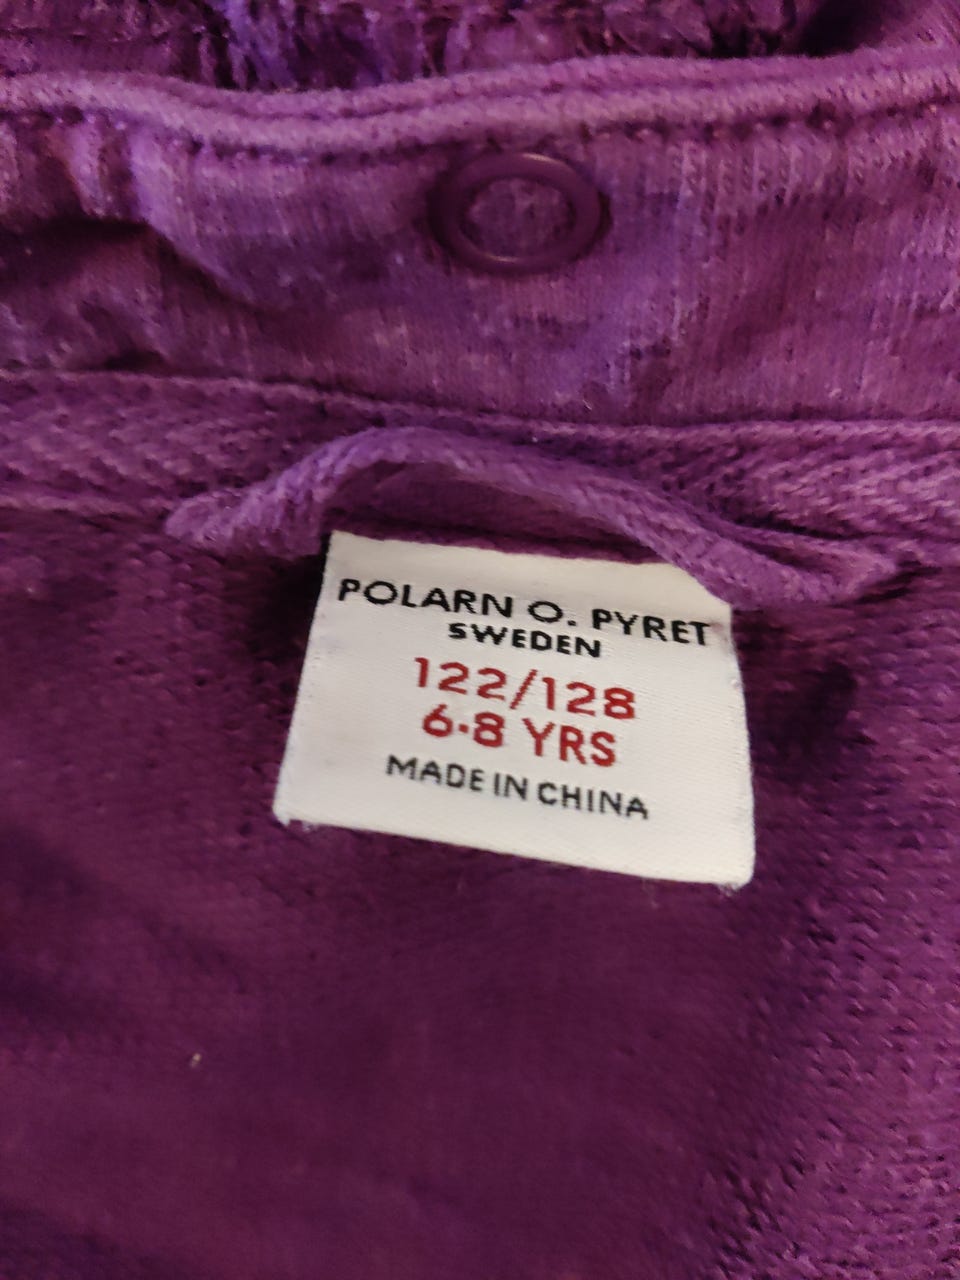 POLARN O. PYRET
SWEDEN
122/128
6-8 YRS
MADE IN CHINA